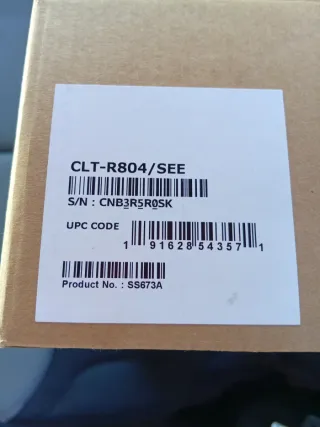 CLT-R804/SEE
S/N : CNB3R5R0SK
UPC CODE
1 91628 54357 1
Product No. : SS673A